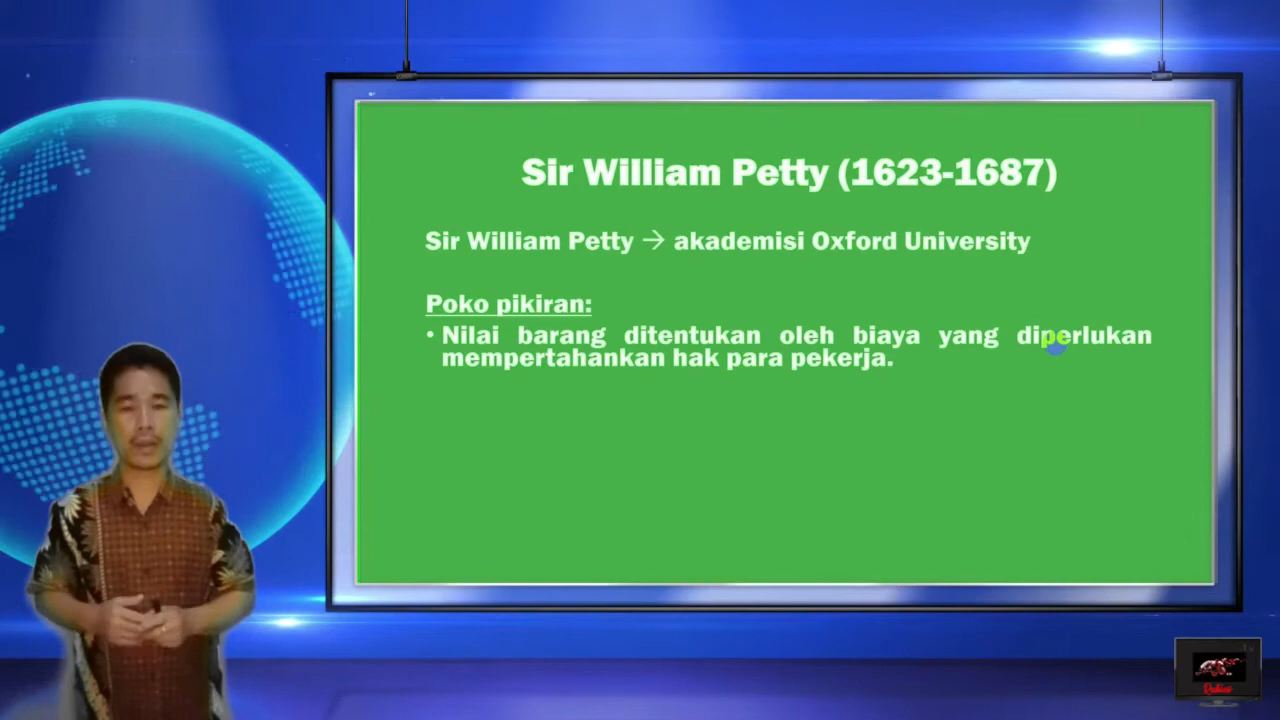 Sir William Petty (1623-1687)
Sir William Petty → akademisi Oxford University
Poko pikiran:
• Nilai barang ditentukan oleh biaya yang diperlukan
mempertahankan hak para pekerja.